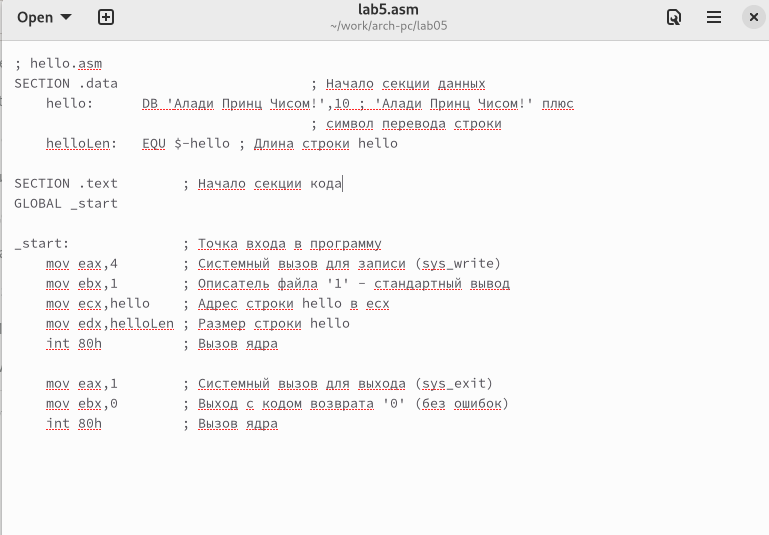 Open
lab5.asm
~/work/arch-pc/lab05
; hello.asm
SECTION .data ; Начало секции данных
hello: DB 'Алади Принц Чисом!',10 ; 'Алади Принц Чисом!' плюс
; символ перевода строки
helloLen: EQU $-hello ; Длина строки hello
SECTION .text ; Начало секции кода
GLOBAL _start
_start: ; Точка входа в программу
mov eax,4 ; Системный вызов для записи (sys_write)
mov ebx,1 ; Описатель файла '1' - стандартный вывод
mov ecx,hello ; Адрес строки hello в ecx
mov edx,helloLen ; Размер строки hello
int 80h ; Вызов ядра
mov eax,1 ; Системный вызов для выхода (sys_exit)
mov ebx,0 ; Выход с кодом возврата '0' (без ошибок)
int 80h ; Вызов ядра